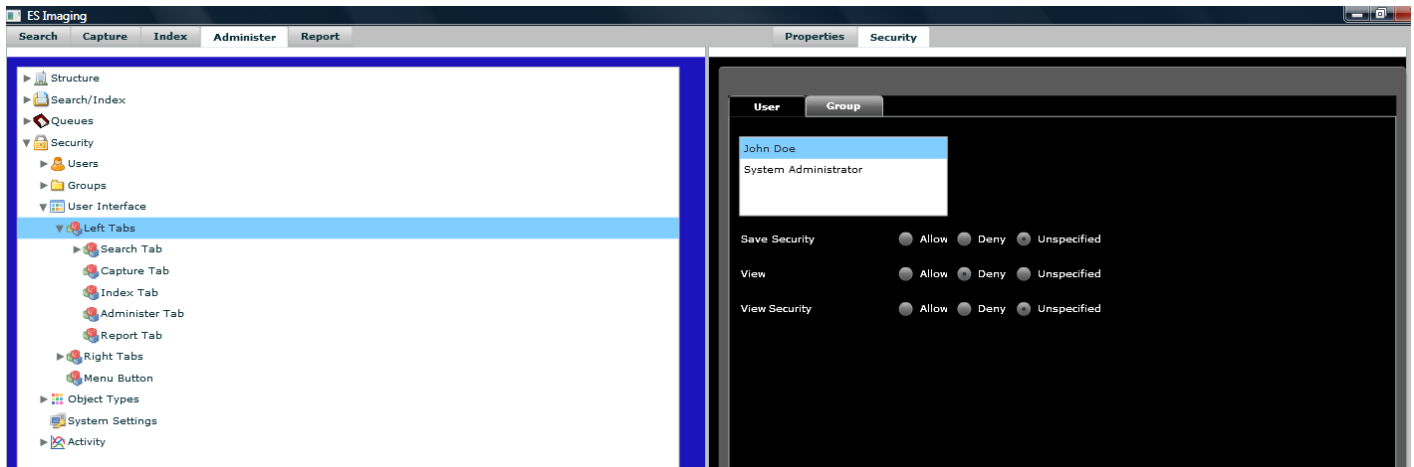 ES Imaging
Search Capture Index Administer Report
Properties Security
Structure
Search/Index
Queues
Security
Users
Groups
User Interface
Left Tabs
Search Tab
Capture Tab
Index Tab
Administer Tab
Report Tab
Right Tabs
Menu Button
Object Types
System Settings
Activity
User Group
John Doe
System Administrator
Save Security Allow Deny Unspecified
View Allow Deny Unspecified
View Security Allow Deny Unspecified